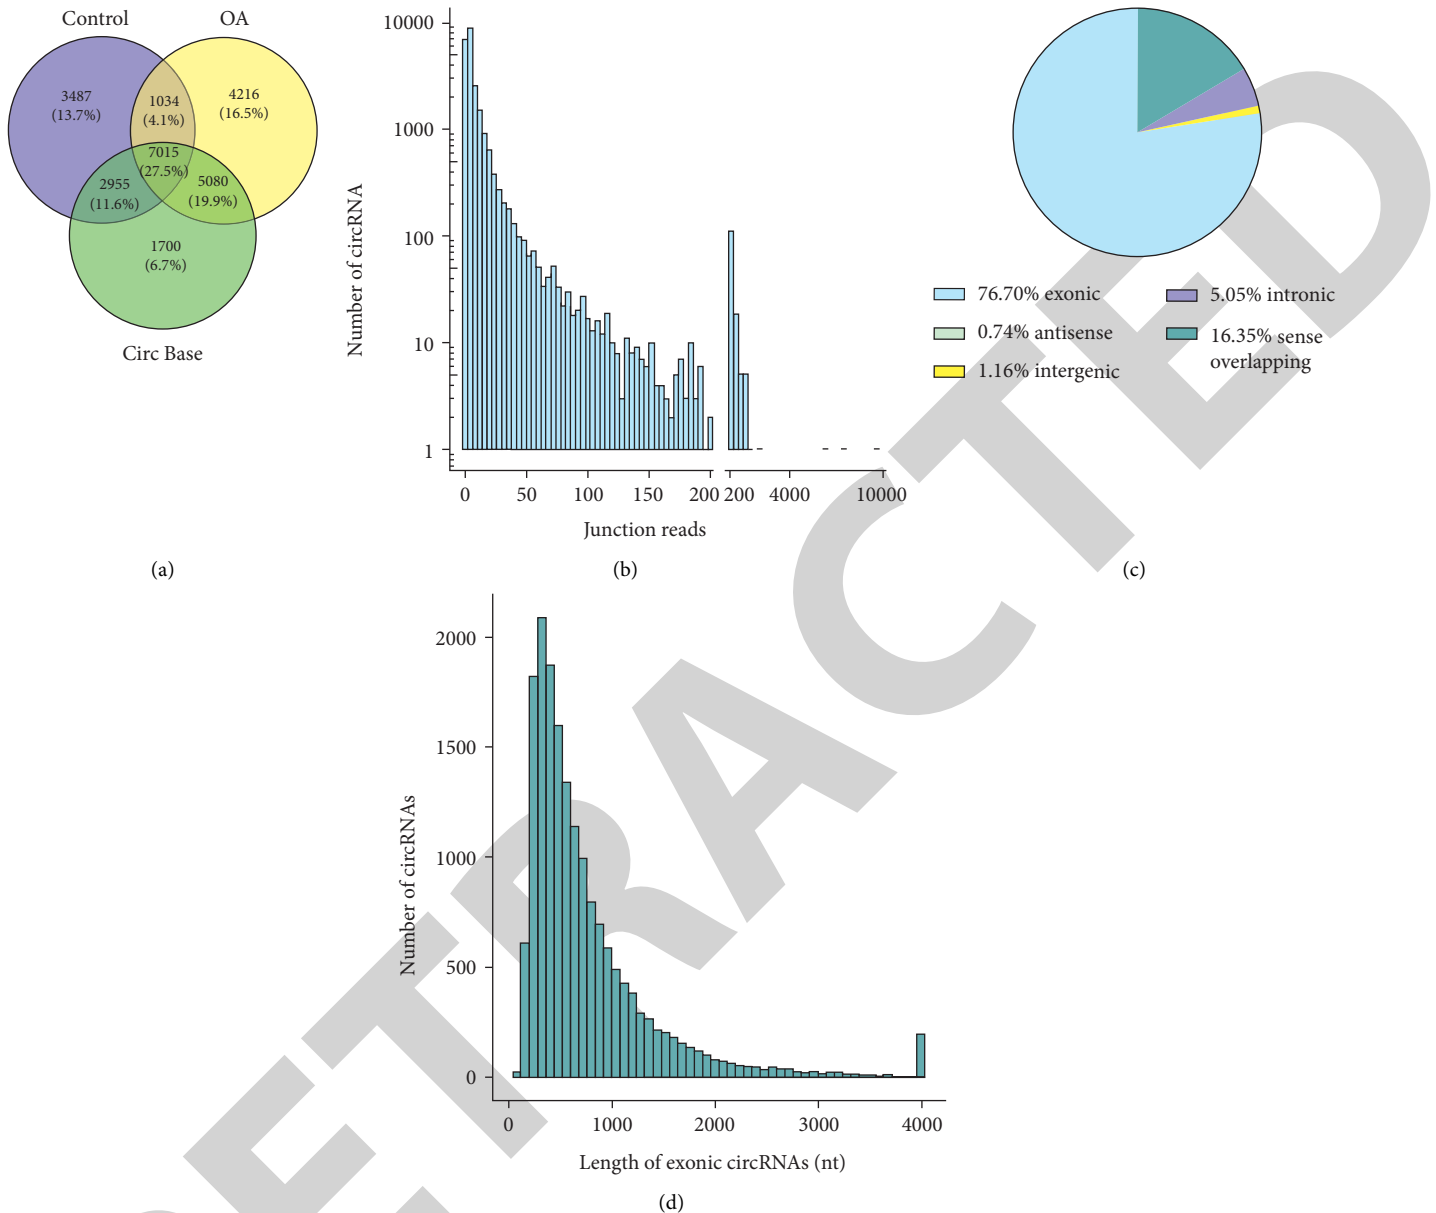 Control
OA
3487
(13.7%)
1034
(4.1%)
4216
(16.5%)
7015
(27.5%)
2955
(11.6%)
5080
(19.9%)
1700
(6.7%)
Circ Base
(a)
Number of circRNA
10000
1000
100
10
1
0 50 100 150 200 200 4000 10000
Junction reads
(b)
76.70% exonic
0.74% antisense
1.16% intergenic
5.05% intronic
16.35% sense
overlapping
(c)
Number of circRNAs
2000
1500
1000
500
0
0 1000 2000 3000 4000
Length of exonic circRNAs (nt)
(d)
RETRACTED